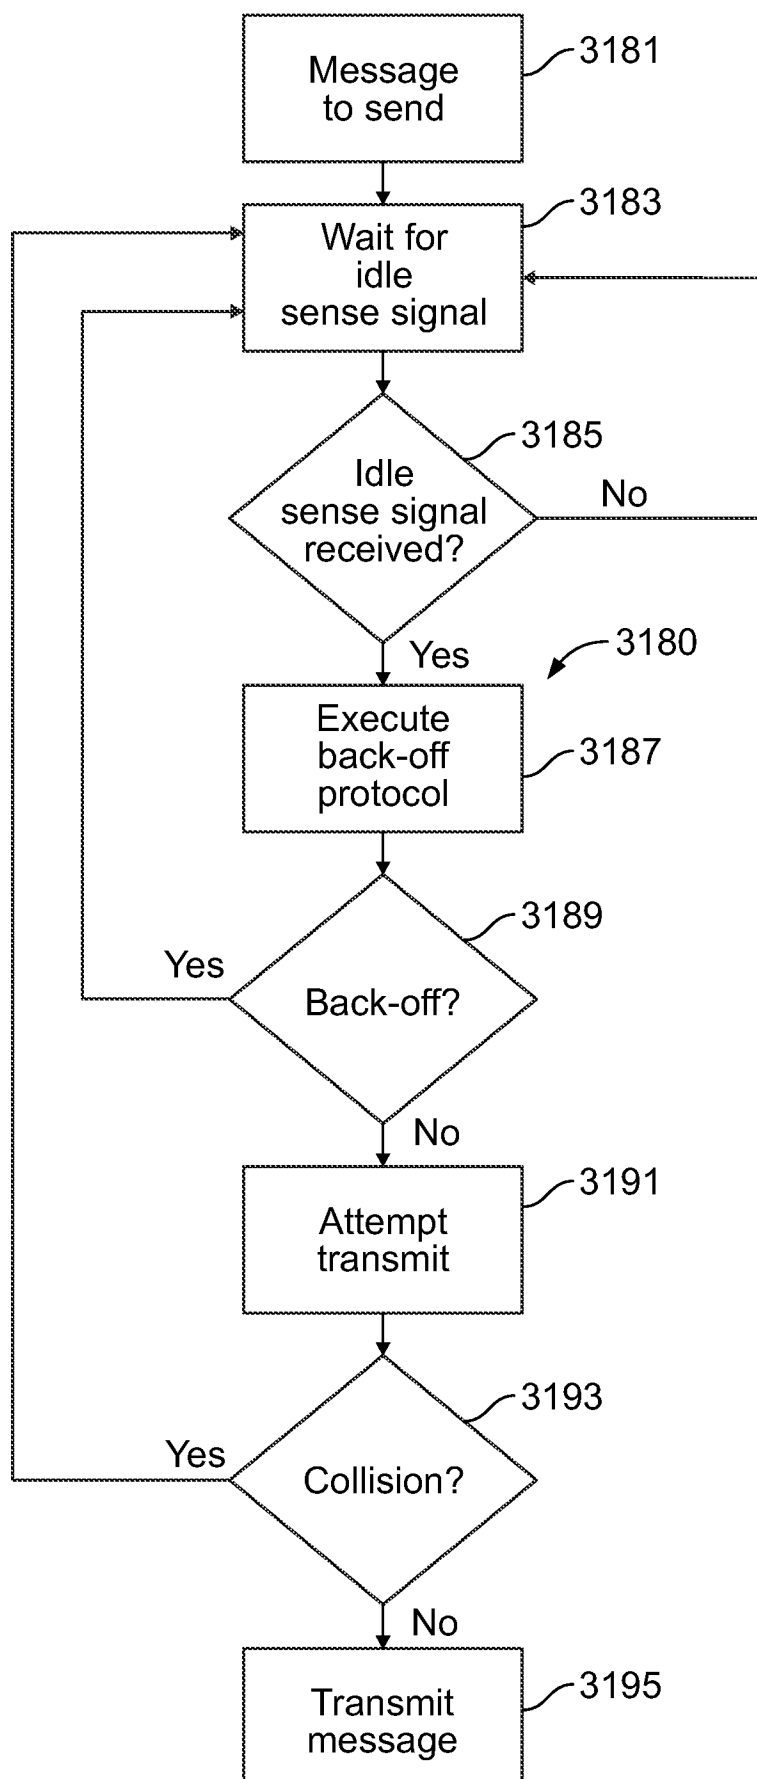 Message
to send
3181
3183
Wait for
idle
sense signal
3185
Idle
sense signal
received?
No
Yes
3180
Execute
back-off
protocol
3187
3189
Yes
Back-off?
No
3191
Attempt
transmit
3193
Yes
Collision?
No
Transmit
message
3195